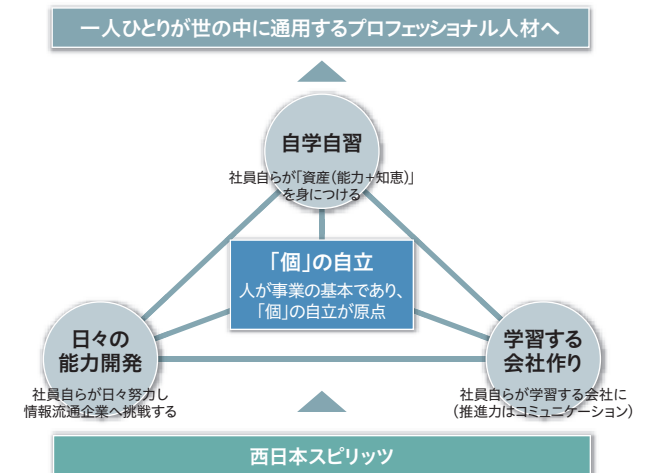 一人ひとりが世の中に通用するプロフェッショナル人材へ
自学自習
社員自らが「資産(能力+知恵)」
を身につける
「個」の自立
人が事業の基本であり、
「個」の自立が原点
日々の
能力開発
社員自らが日々努力し
情報流通企業へ挑戦する
学習する
会社作り
社員自らが学習する会社に
(推進力はコミュニケーション)
西日本スピリッツ